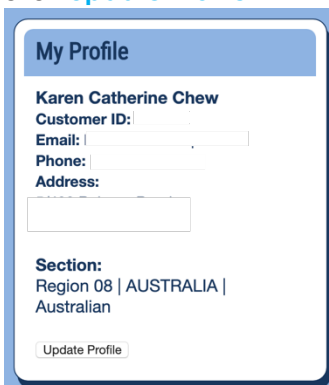 My Profile
Karen Catherine Chew
Customer ID:
Email:
Phone:
Address:
Section:
Region 08 | AUSTRALIA |
Australian
Update Profile